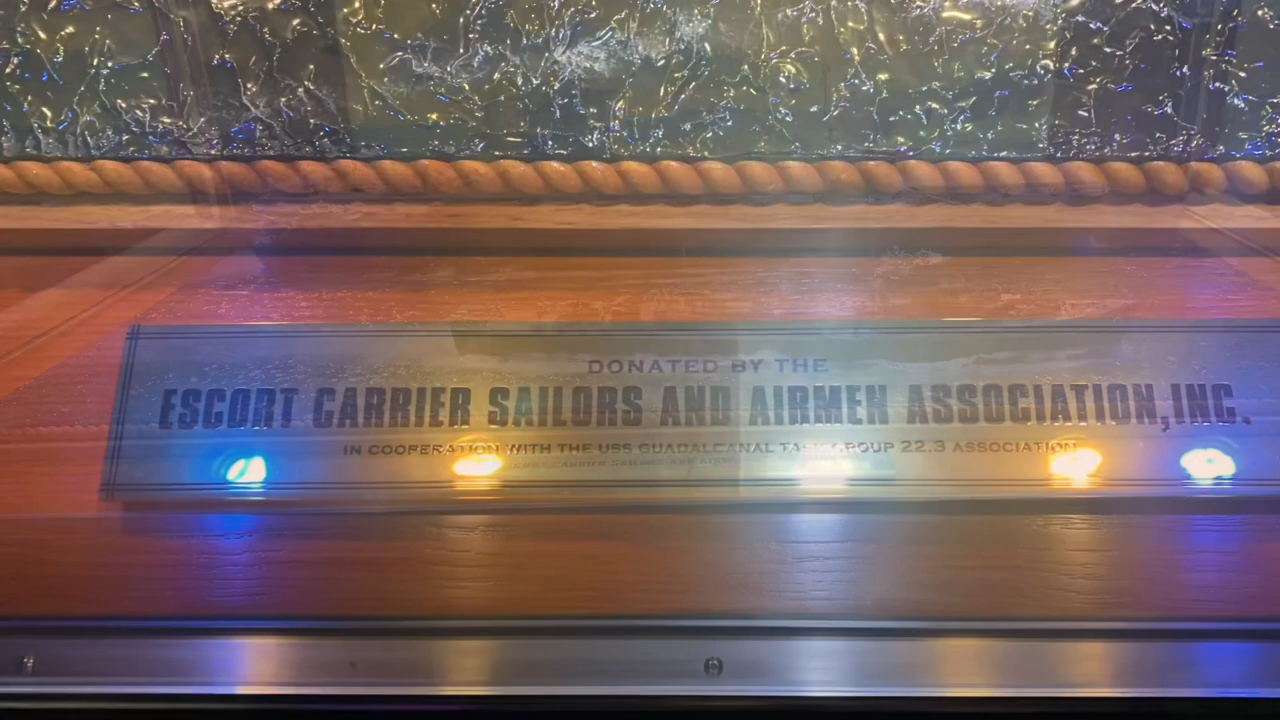 DONATED BY THE
ESCORT CARRIER SAILORS AND AIRMEN ASSOCIATION,INC.
IN COOPERATION WITH THE USS GUADALCANAL TASK GROUP 22.3 ASSOCIATION